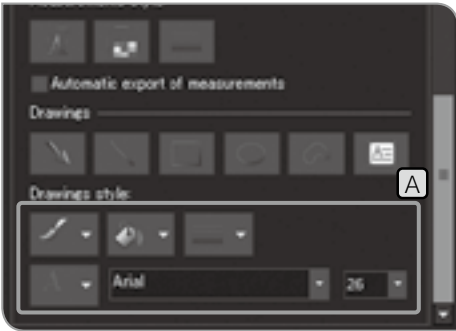 Automatic export of measurements
Drawings
A
Drawings style:
Arial
26